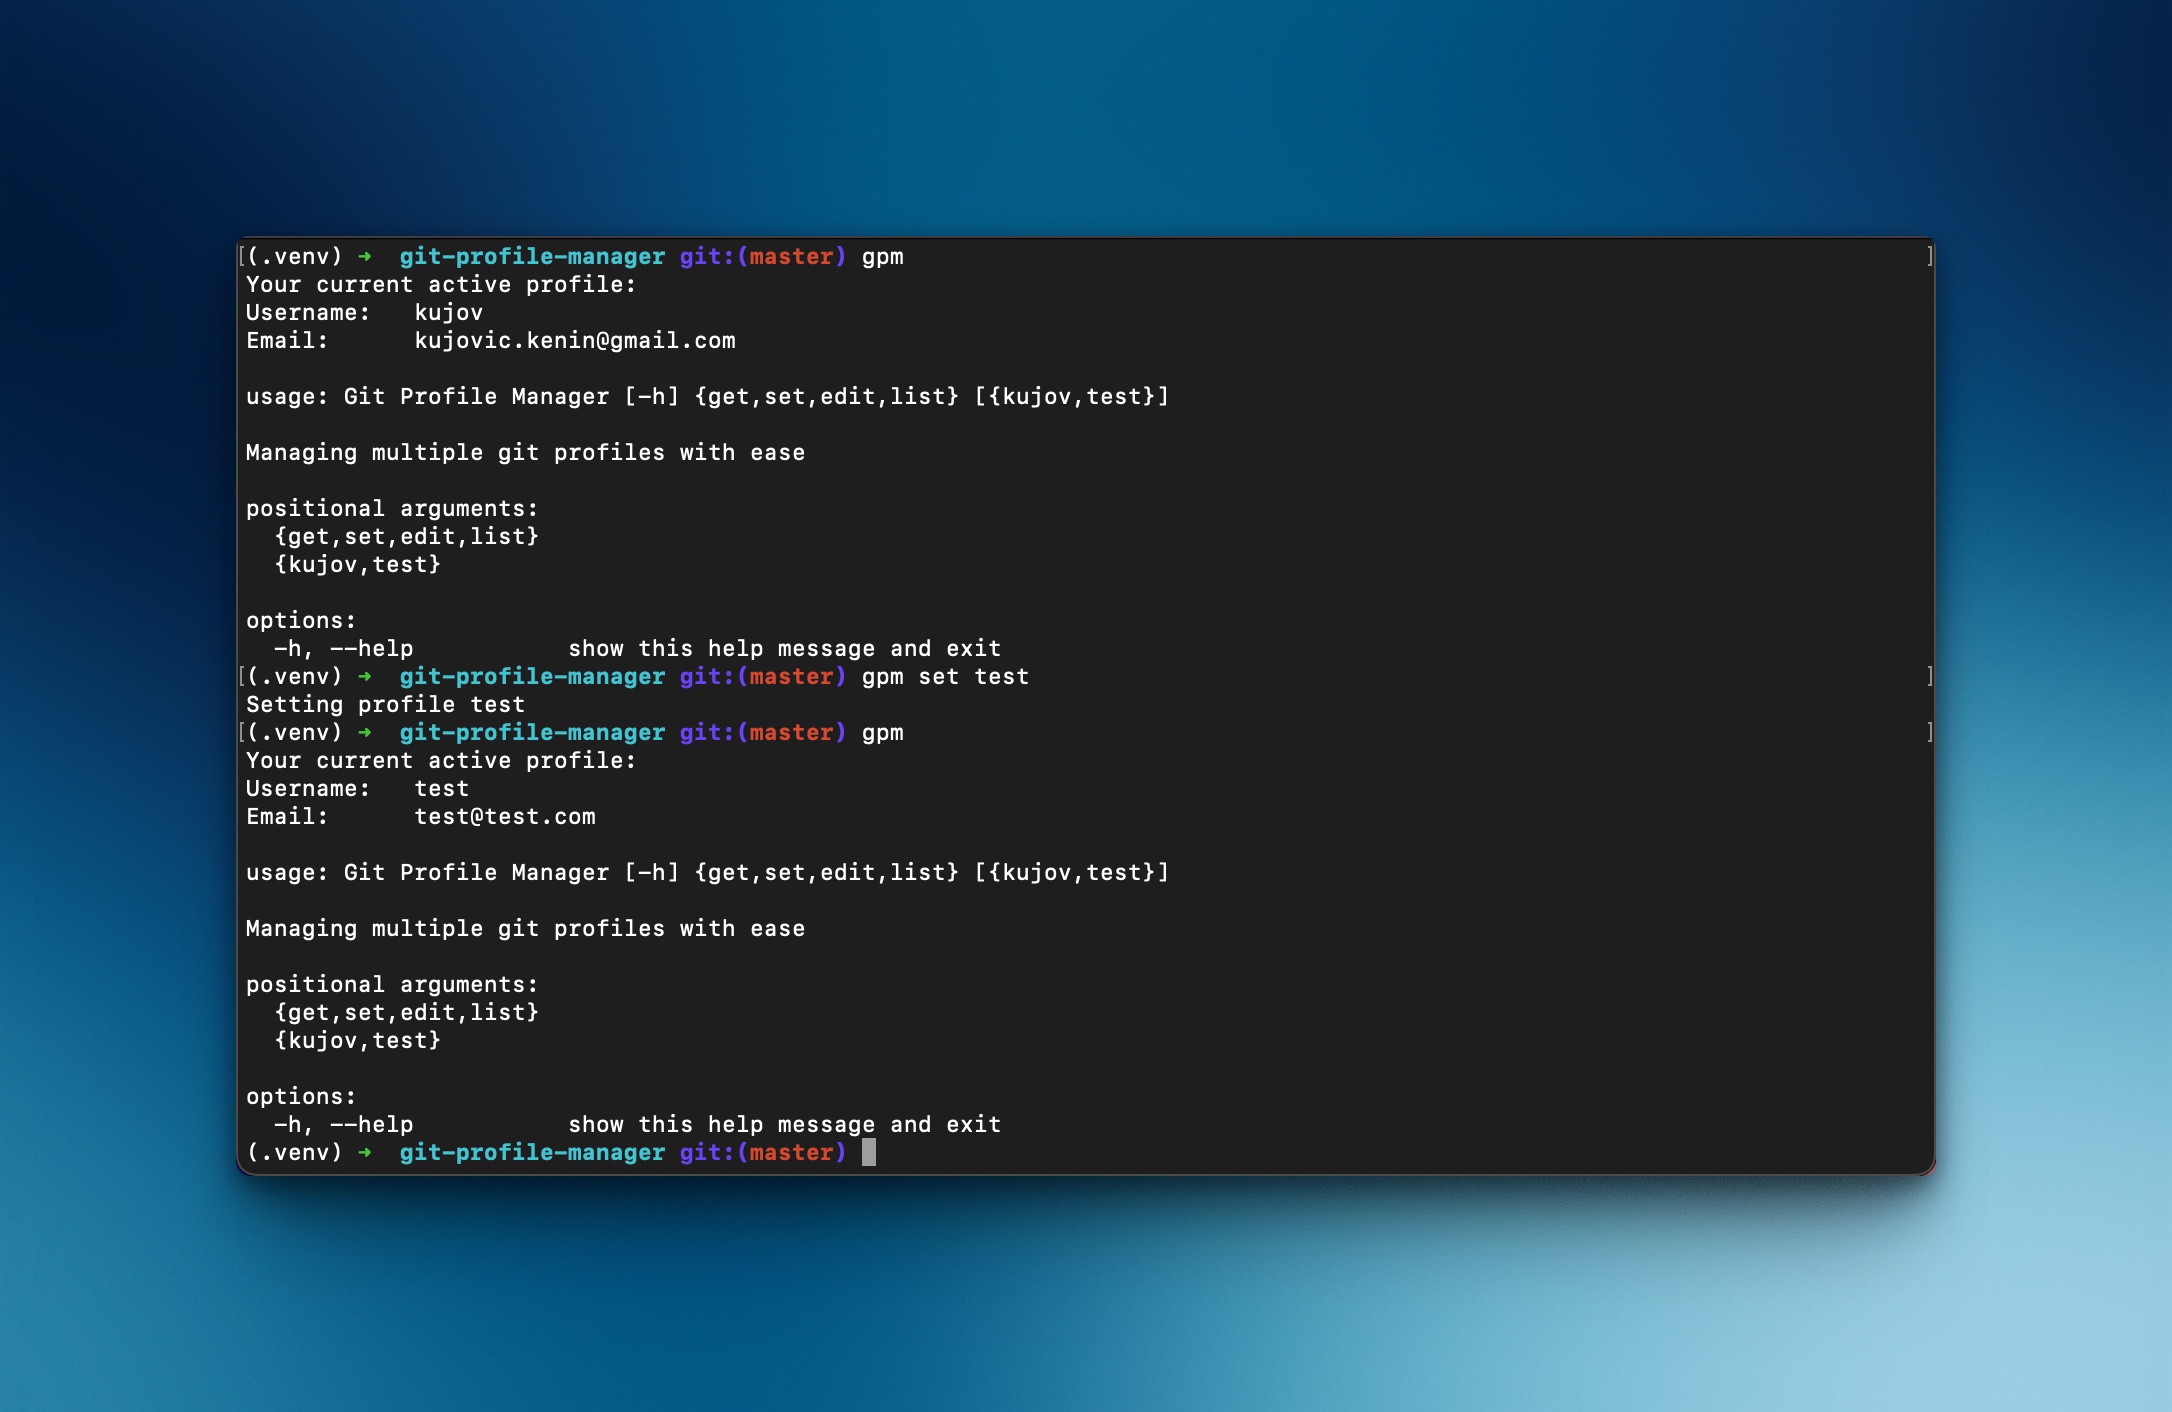 [(.venv) ➜  git-profile-manager git:(master) gpm ]
Your current active profile:
Username:   kujov
Email:      kujovic.kenin@gmail.com

usage: Git Profile Manager [-h] {get,set,edit,list} [{kujov,test}]

Managing multiple git profiles with ease

positional arguments:
  {get,set,edit,list}
  {kujov,test}

options:
  -h, --help           show this help message and exit
[(.venv) ➜  git-profile-manager git:(master) gpm set test ]
Setting profile test
[(.venv) ➜  git-profile-manager git:(master) gpm ]
Your current active profile:
Username:   test
Email:      test@test.com

usage: Git Profile Manager [-h] {get,set,edit,list} [{kujov,test}]

Managing multiple git profiles with ease

positional arguments:
  {get,set,edit,list}
  {kujov,test}

options:
  -h, --help           show this help message and exit
(.venv) ➜  git-profile-manager git:(master)